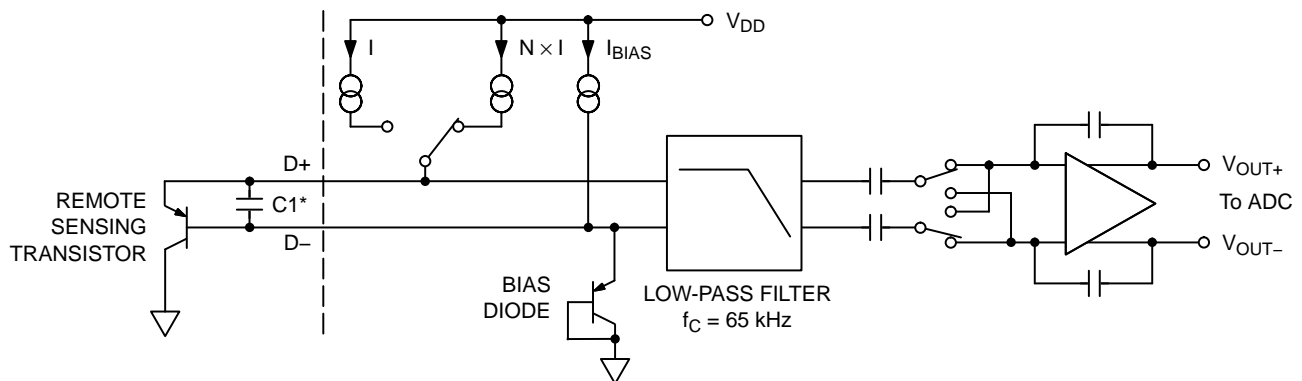 V_DD
I
N × I
I_BIAS
D+
C1*
D−
REMOTE
SENSING
TRANSISTOR
BIAS
DIODE
LOW-PASS FILTER
f_C = 65 kHz
V_OUT+
To ADC
V_OUT−